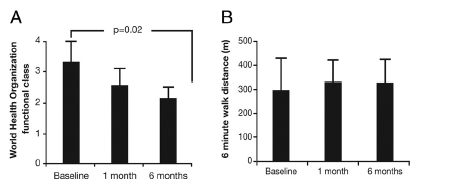 A
p=0.02
World Health Organization
functional class
4
3
2
1
0
Baseline
1 month
6 months
B
6 minute walk distance (m)
500
400
300
200
100
0
Baseline
1 month
6 months